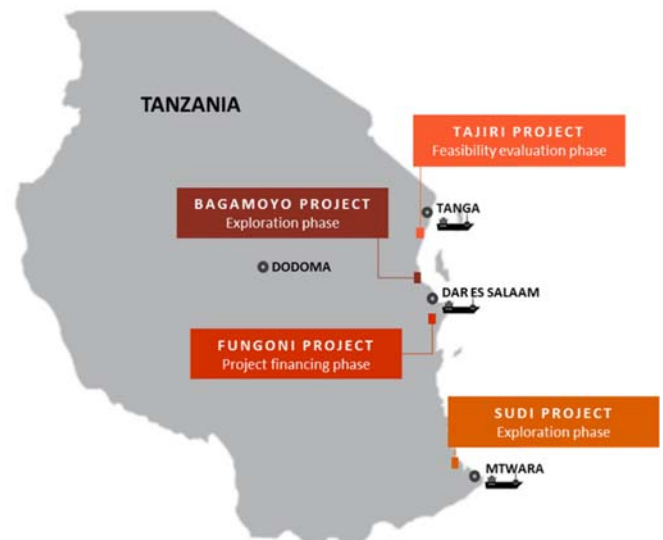 TANZANIA
TAJIRI PROJECT
Feasibility evaluation phase
BAGAMOYO PROJECT
Exploration phase
TANGA
DODOMA
DAR ES SALAAM
FUNGONI PROJECT
Project financing phase
SUDI PROJECT
Exploration phase
MTWARA